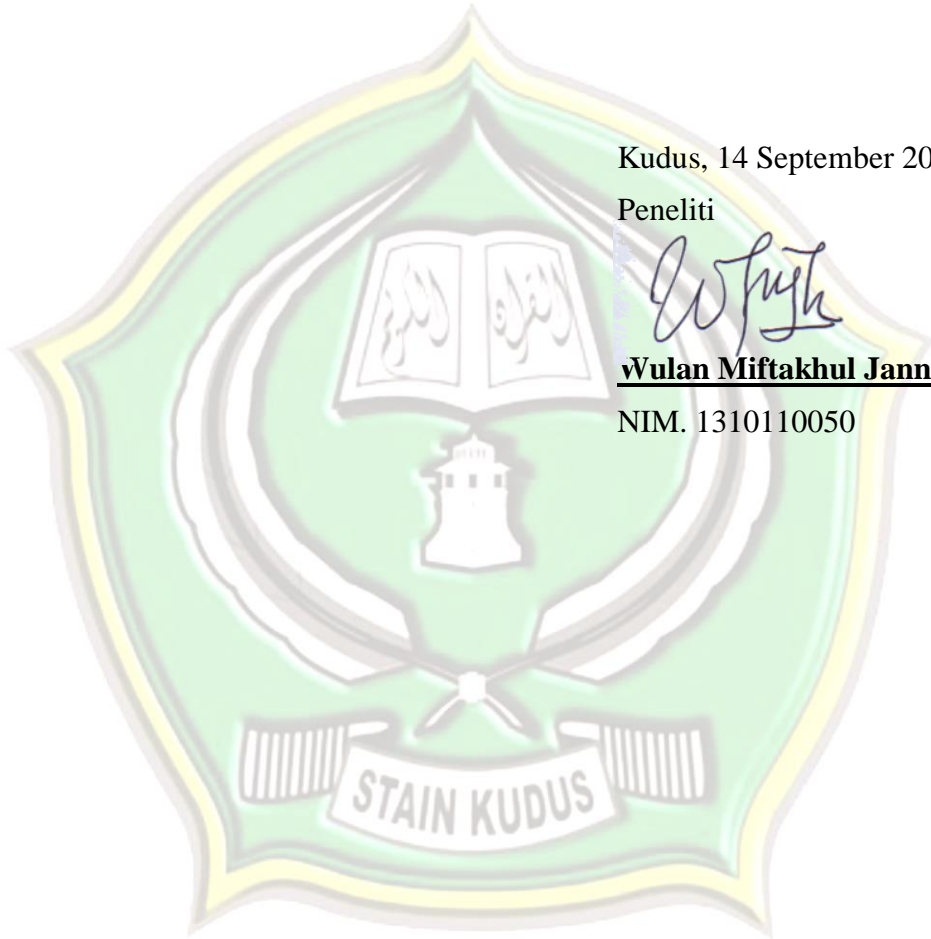 Kudus, 14 September 20
Peneliti
Wulan Miftakhul Jann
NIM. 1310110050
STAIN KUDUS